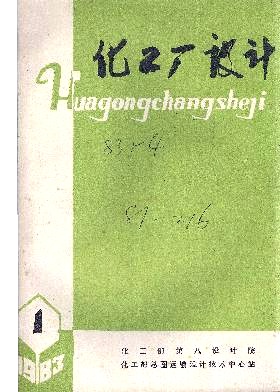 化工厂设计
Huagongchangsheji
1
1983
化工部第八设计院
化工部总图运输设计技术中心站